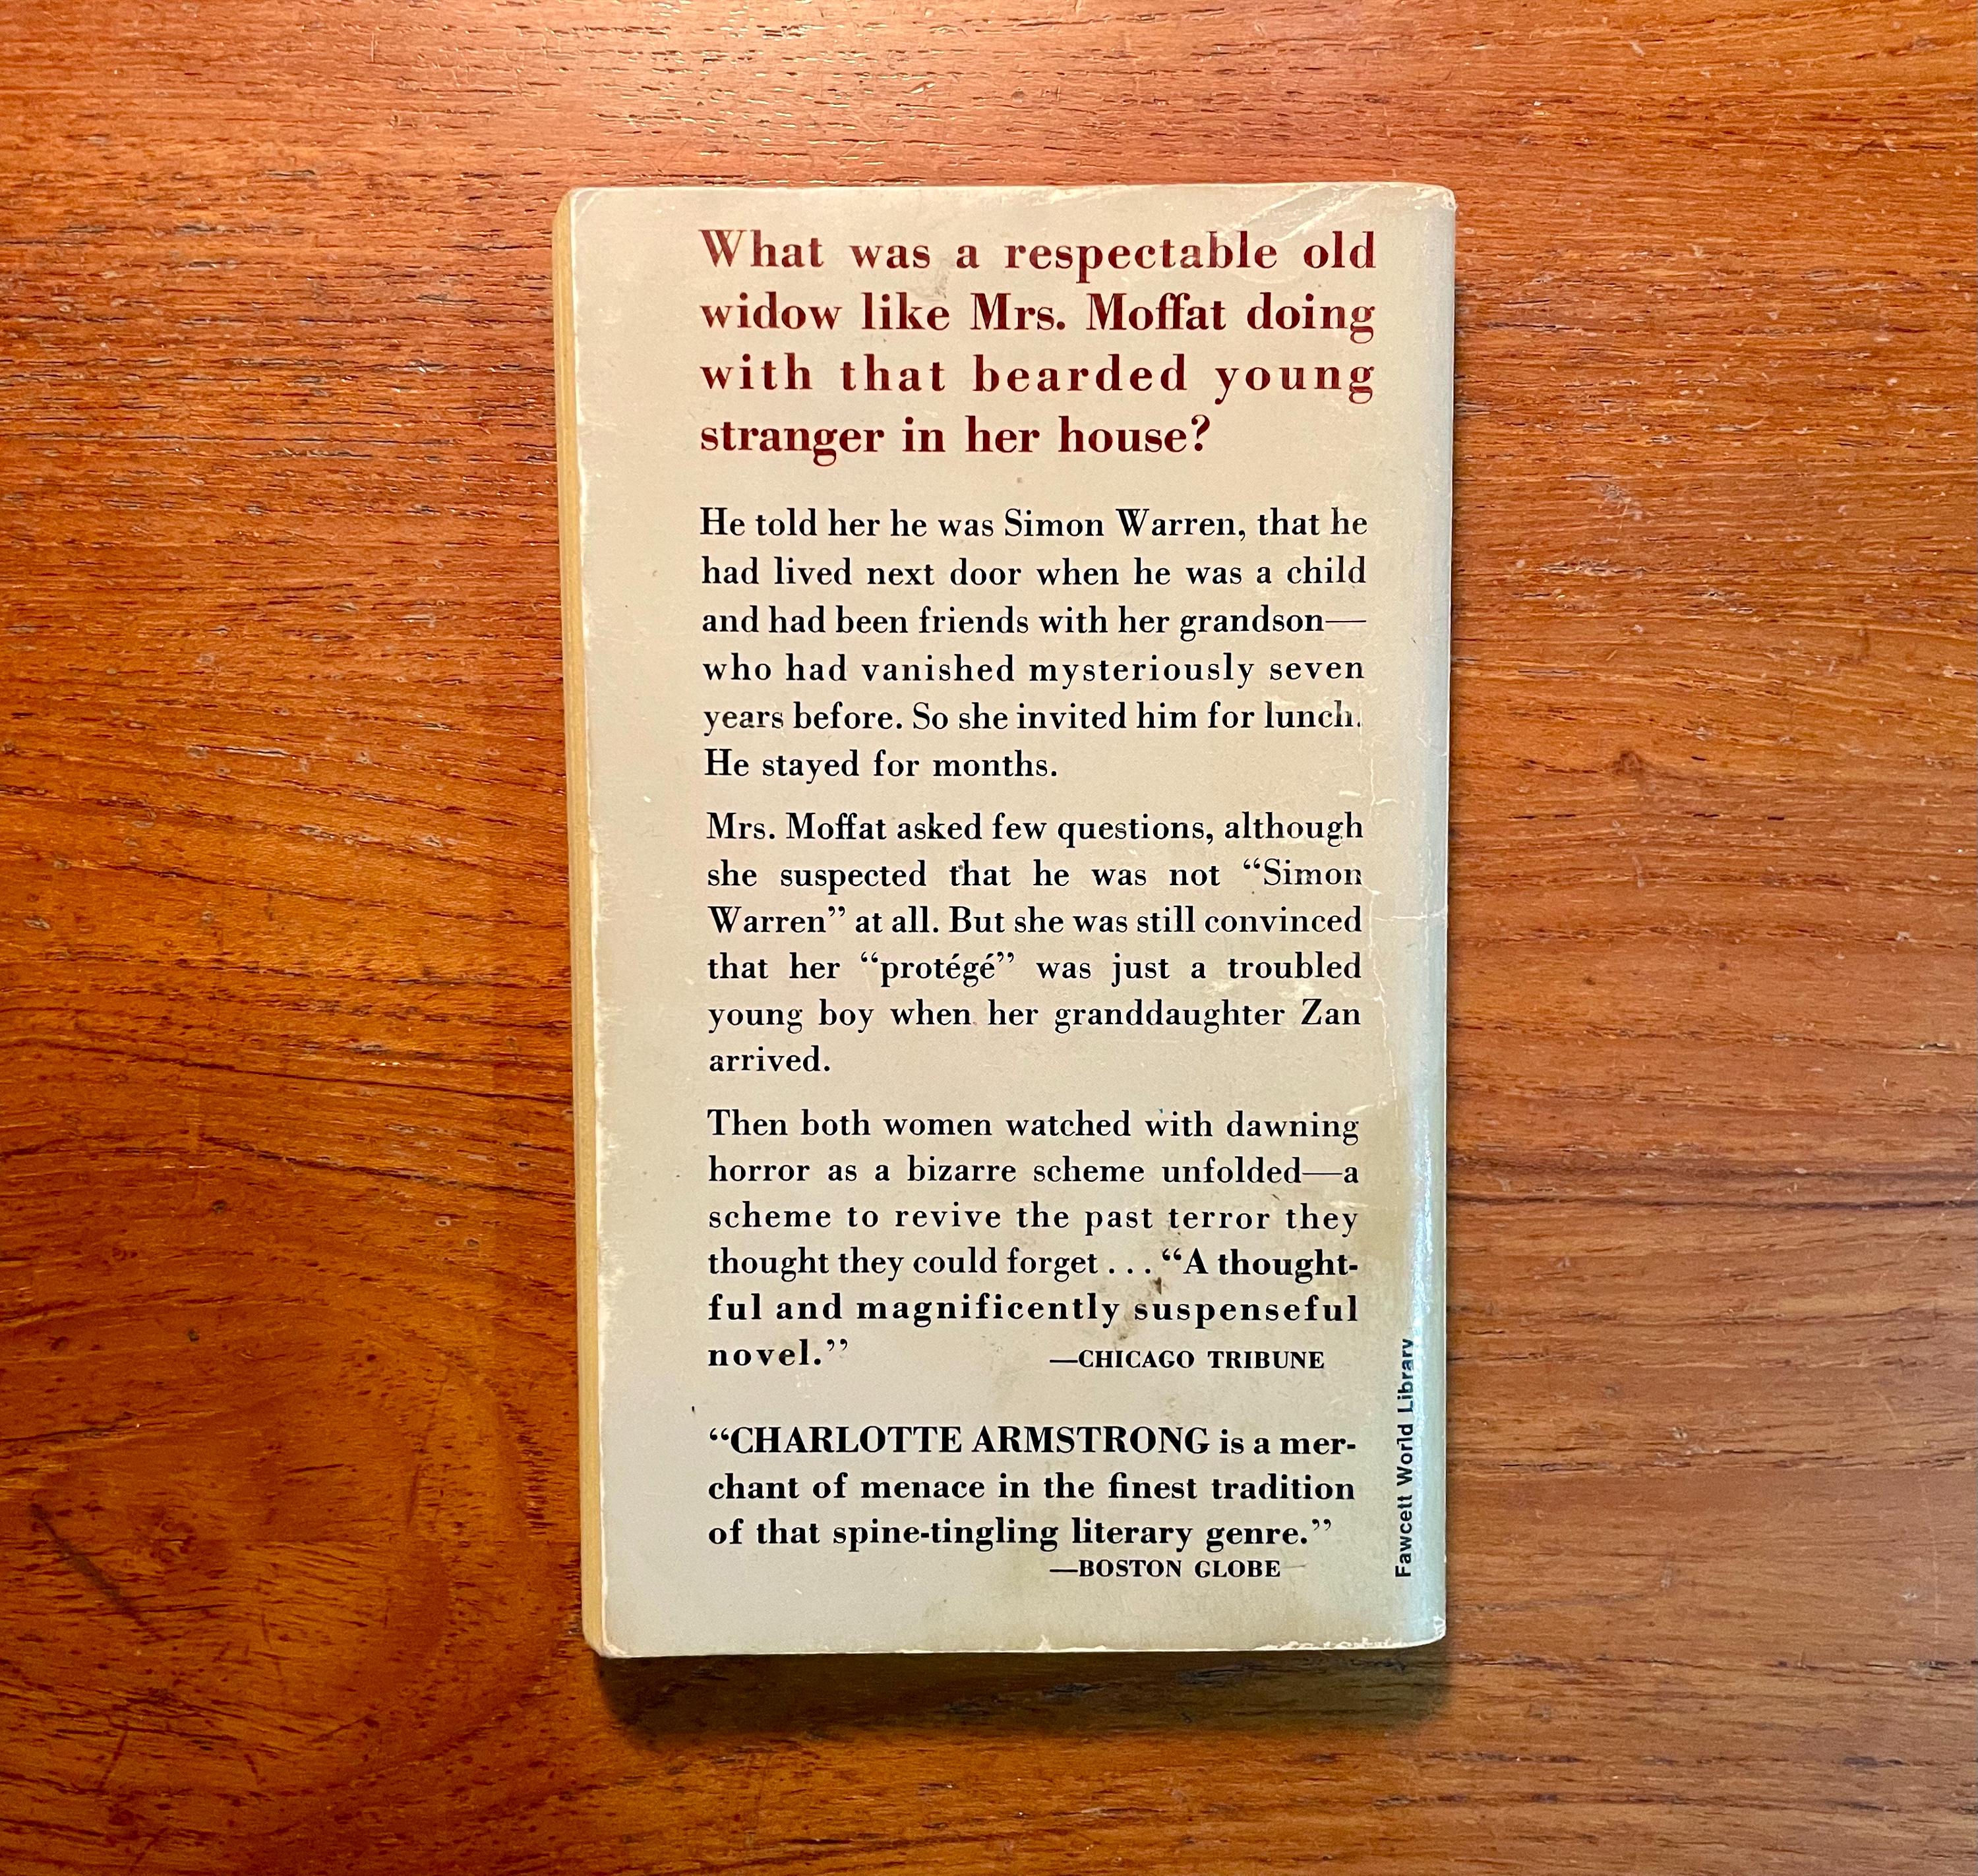 What was a respectable old
widow like Mrs. Moffat doing
with that bearded young
stranger in her house?
He told her he was Simon Warren, that he
had lived next door when he was a child
and had been friends with her grandson—
who had vanished mysteriously seven
years before. So she invited him for lunch.
He stayed for months.
Mrs. Moffat asked few questions, although
she suspected that he was not “Simon
Warren” at all. But she was still convinced
that her “protégé” was just a troubled
young boy when her granddaughter Zan
arrived.
Then both women watched with dawning
horror as a bizarre scheme unfolded—a
scheme to revive the past terror they
thought they could forget . . . “A thought-
ful and magnificently suspenseful
novel.” —CHICAGO TRIBUNE
“CHARLOTTE ARMSTRONG is a mer-
chant of menace in the finest tradition
of that spine-tingling literary genre.”
—BOSTON GLOBE
Fawcett World Library